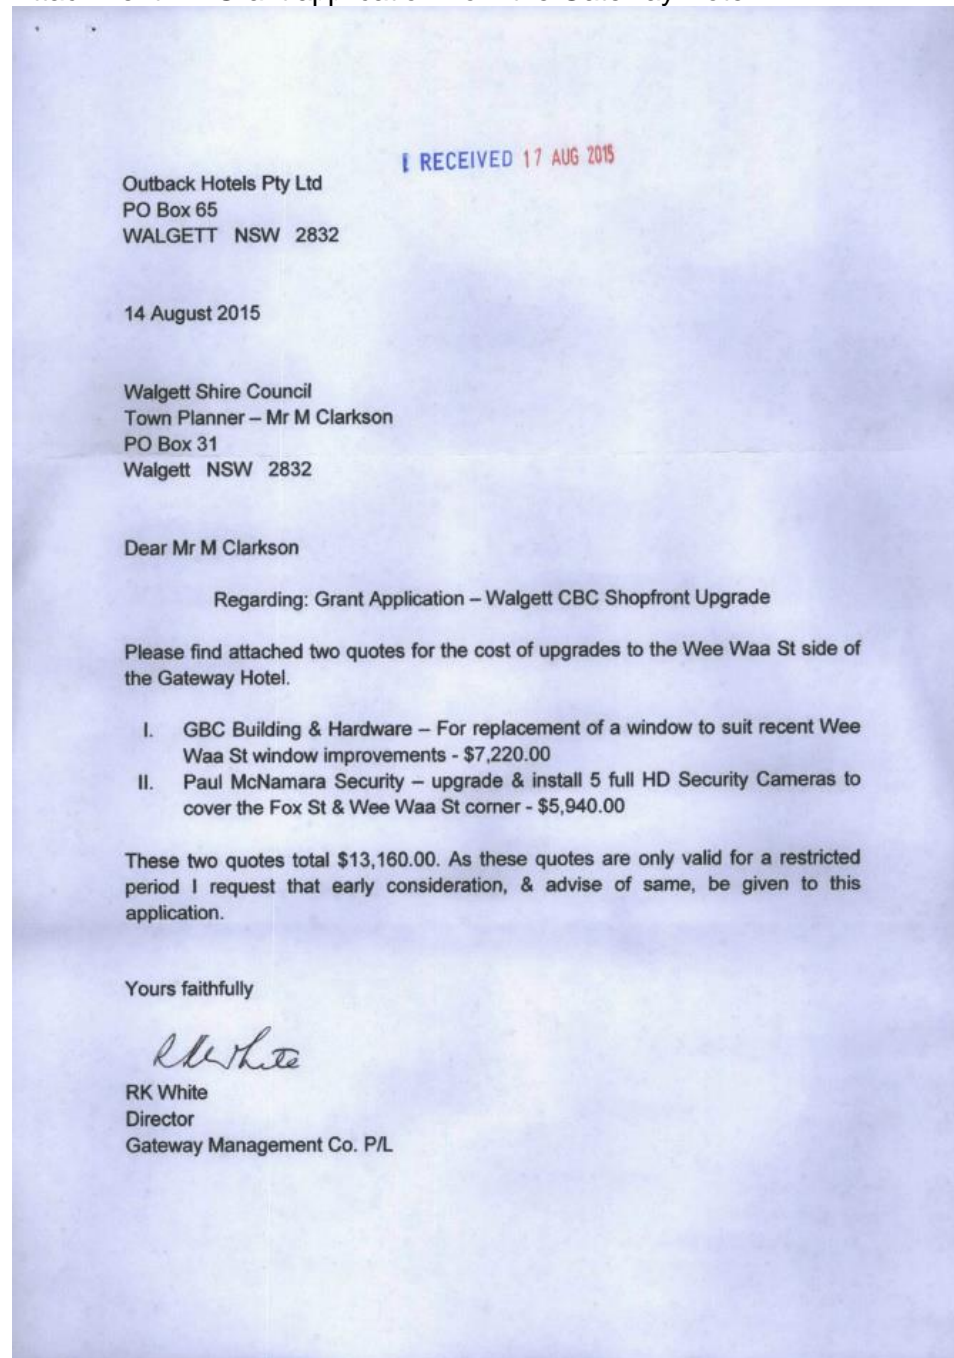 RECEIVED 17 AUG 2015
Outback Hotels Pty Ltd
PO Box 65
WALGETT NSW 2832
14 August 2015
Walgett Shire Council
Town Planner – Mr M Clarkson
PO Box 31
Walgett NSW 2832
Dear Mr M Clarkson
Regarding: Grant Application – Walgett CBC Shopfront Upgrade
Please find attached two quotes for the cost of upgrades to the Wee Waa St side of
the Gateway Hotel.
I. GBC Building & Hardware – For replacement of a window to suit recent Wee
Waa St window improvements - $7,220.00
II. Paul McNamara Security – upgrade & install 5 full HD Security Cameras to
cover the Fox St & Wee Waa St corner - $5,940.00
These two quotes total $13,160.00. As these quotes are only valid for a restricted
period I request that early consideration, & advise of same, be given to this
application.
Yours faithfully
RKWhite
RK White
Director
Gateway Management Co. P/L